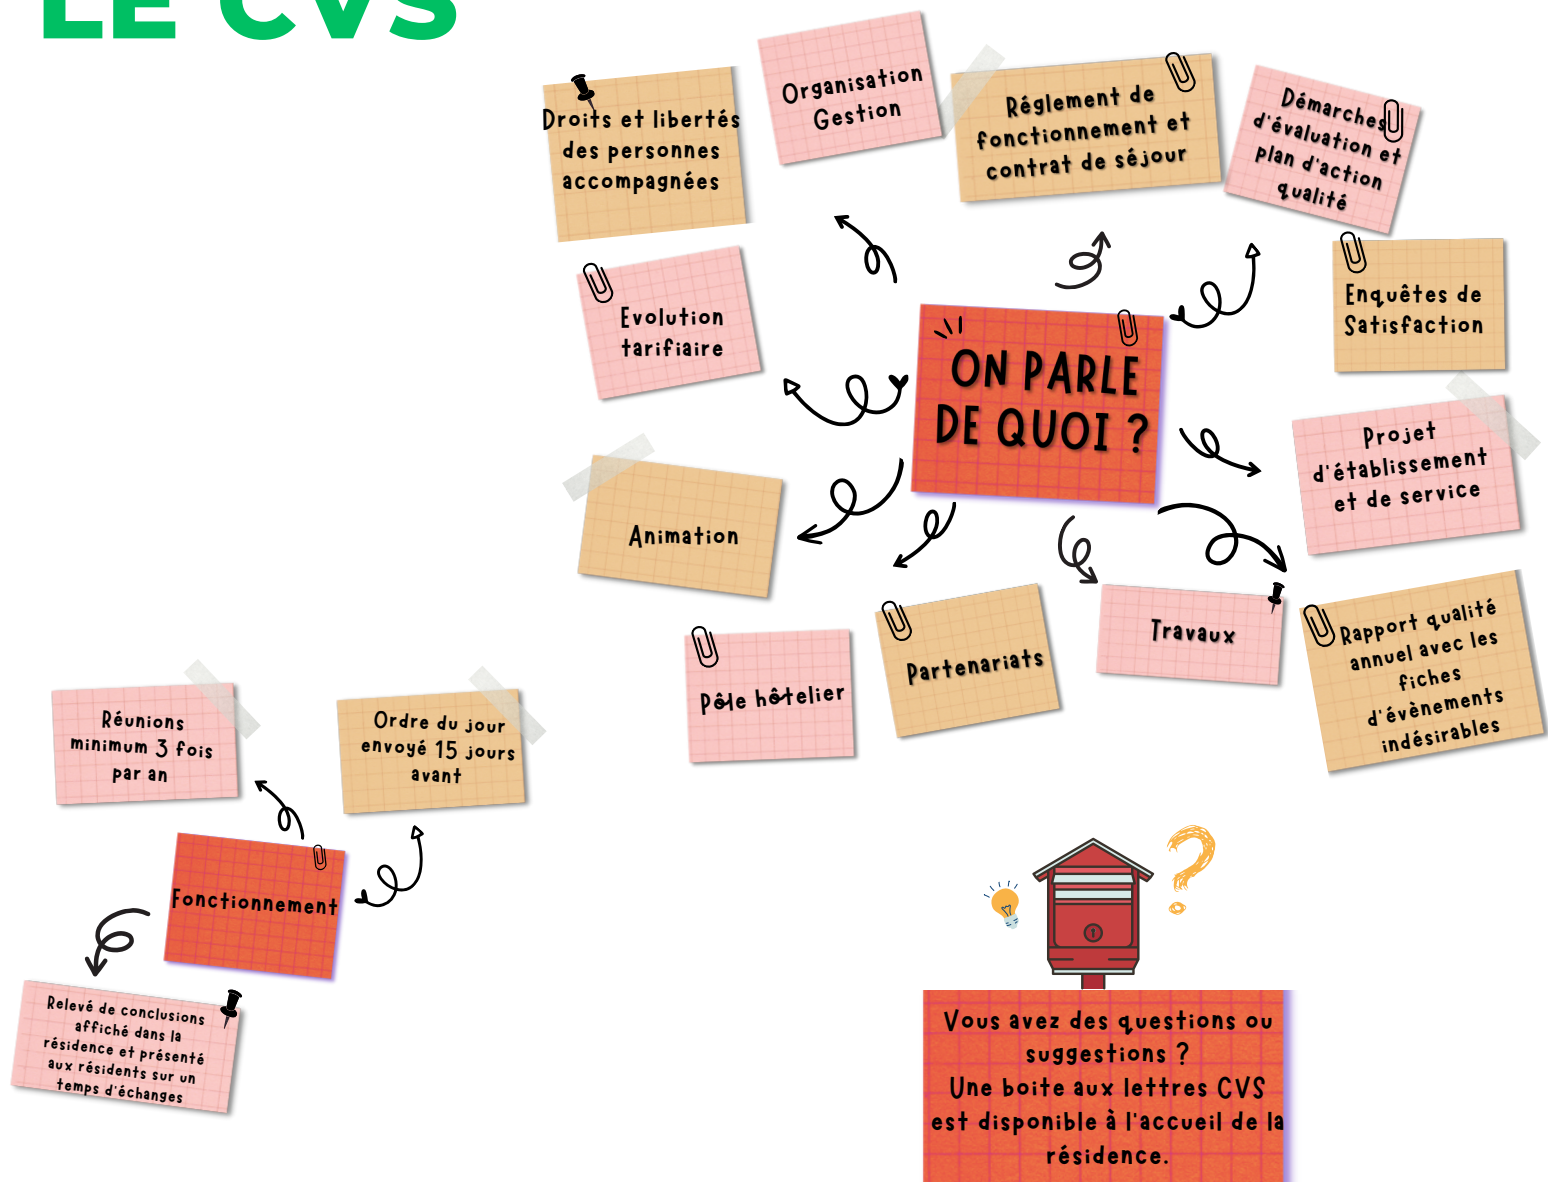 LE CVS
Droits et libertés
des personnes
accompagnées
Organisation
Gestion
Réglement de
fonctionnement et
contrat de séjour
Démarches
d'évaluation et
plan d'action
qualité
Evolution
tarifiaire
ON PARLE
DE QUOI ?
Enquêtes de
Satisfaction
Projet
d'établissement
et de service
Animation
Pôle hôtelier
Partenariats
Travaux
Rapport qualité
annuel avec les
fiches
d'évènements
indésirables
Réunions
minimum 3 fois
par an
Ordre du jour
envoyé 15 jours
avant
Fonctionnement
Relevé de conclusions
affiché dans la
résidence et présenté
aux résidents sur un
temps d'échanges
Vous avez des questions ou
suggestions ?
Une boite aux lettres CVS
est disponible à l'accueil de la
résidence.